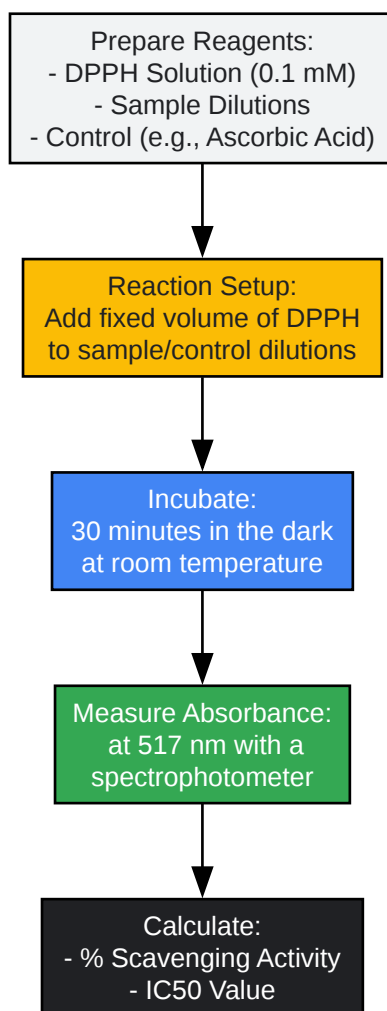 Prepare Reagents:
- DPPH Solution (0.1 mM)
- Sample Dilutions
- Control (e.g., Ascorbic Acid)
Reaction Setup:
Add fixed volume of DPPH
to sample/control dilutions
Incubate:
30 minutes in the dark
at room temperature
Measure Absorbance:
at 517 nm with a
spectrophotometer
Calculate:
- % Scavenging Activity
- IC50 Value